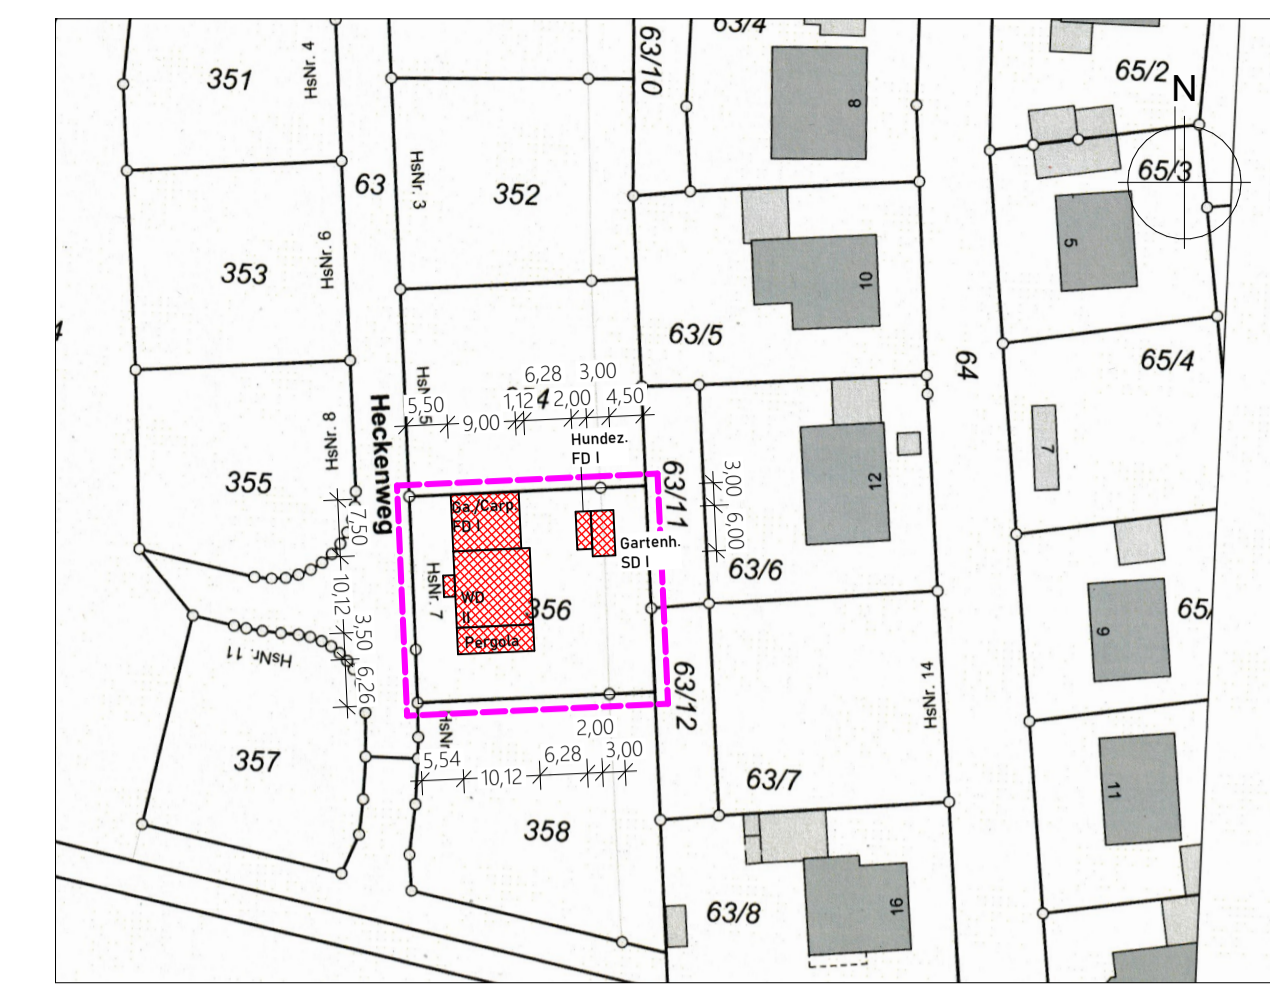 63/4
63/10
351
HsNr. 4
8
65/2
N
65/3
63
HsNr. 3
352
5
353
HsNr. 6
10
63/5
64
65/4
6,28
3,00
5,50
9,00
1,12
2,00
4,50
HsNr. 8
355
Heckenweg
Hundez.
FD I
63/11
3,00
6,00
12
7
7,50
Ga./Carp.
FD I
Gartenh.
SD I
63/6
HsNr. 7
356
WD
II
Pergola
10,12
3,50
6,26
HsNr. 11
63/12
HsNr. 14
9
65/
HsNr
357
2,00
5,54
10,12
6,28
3,00
63/7
11
358
63/8
16